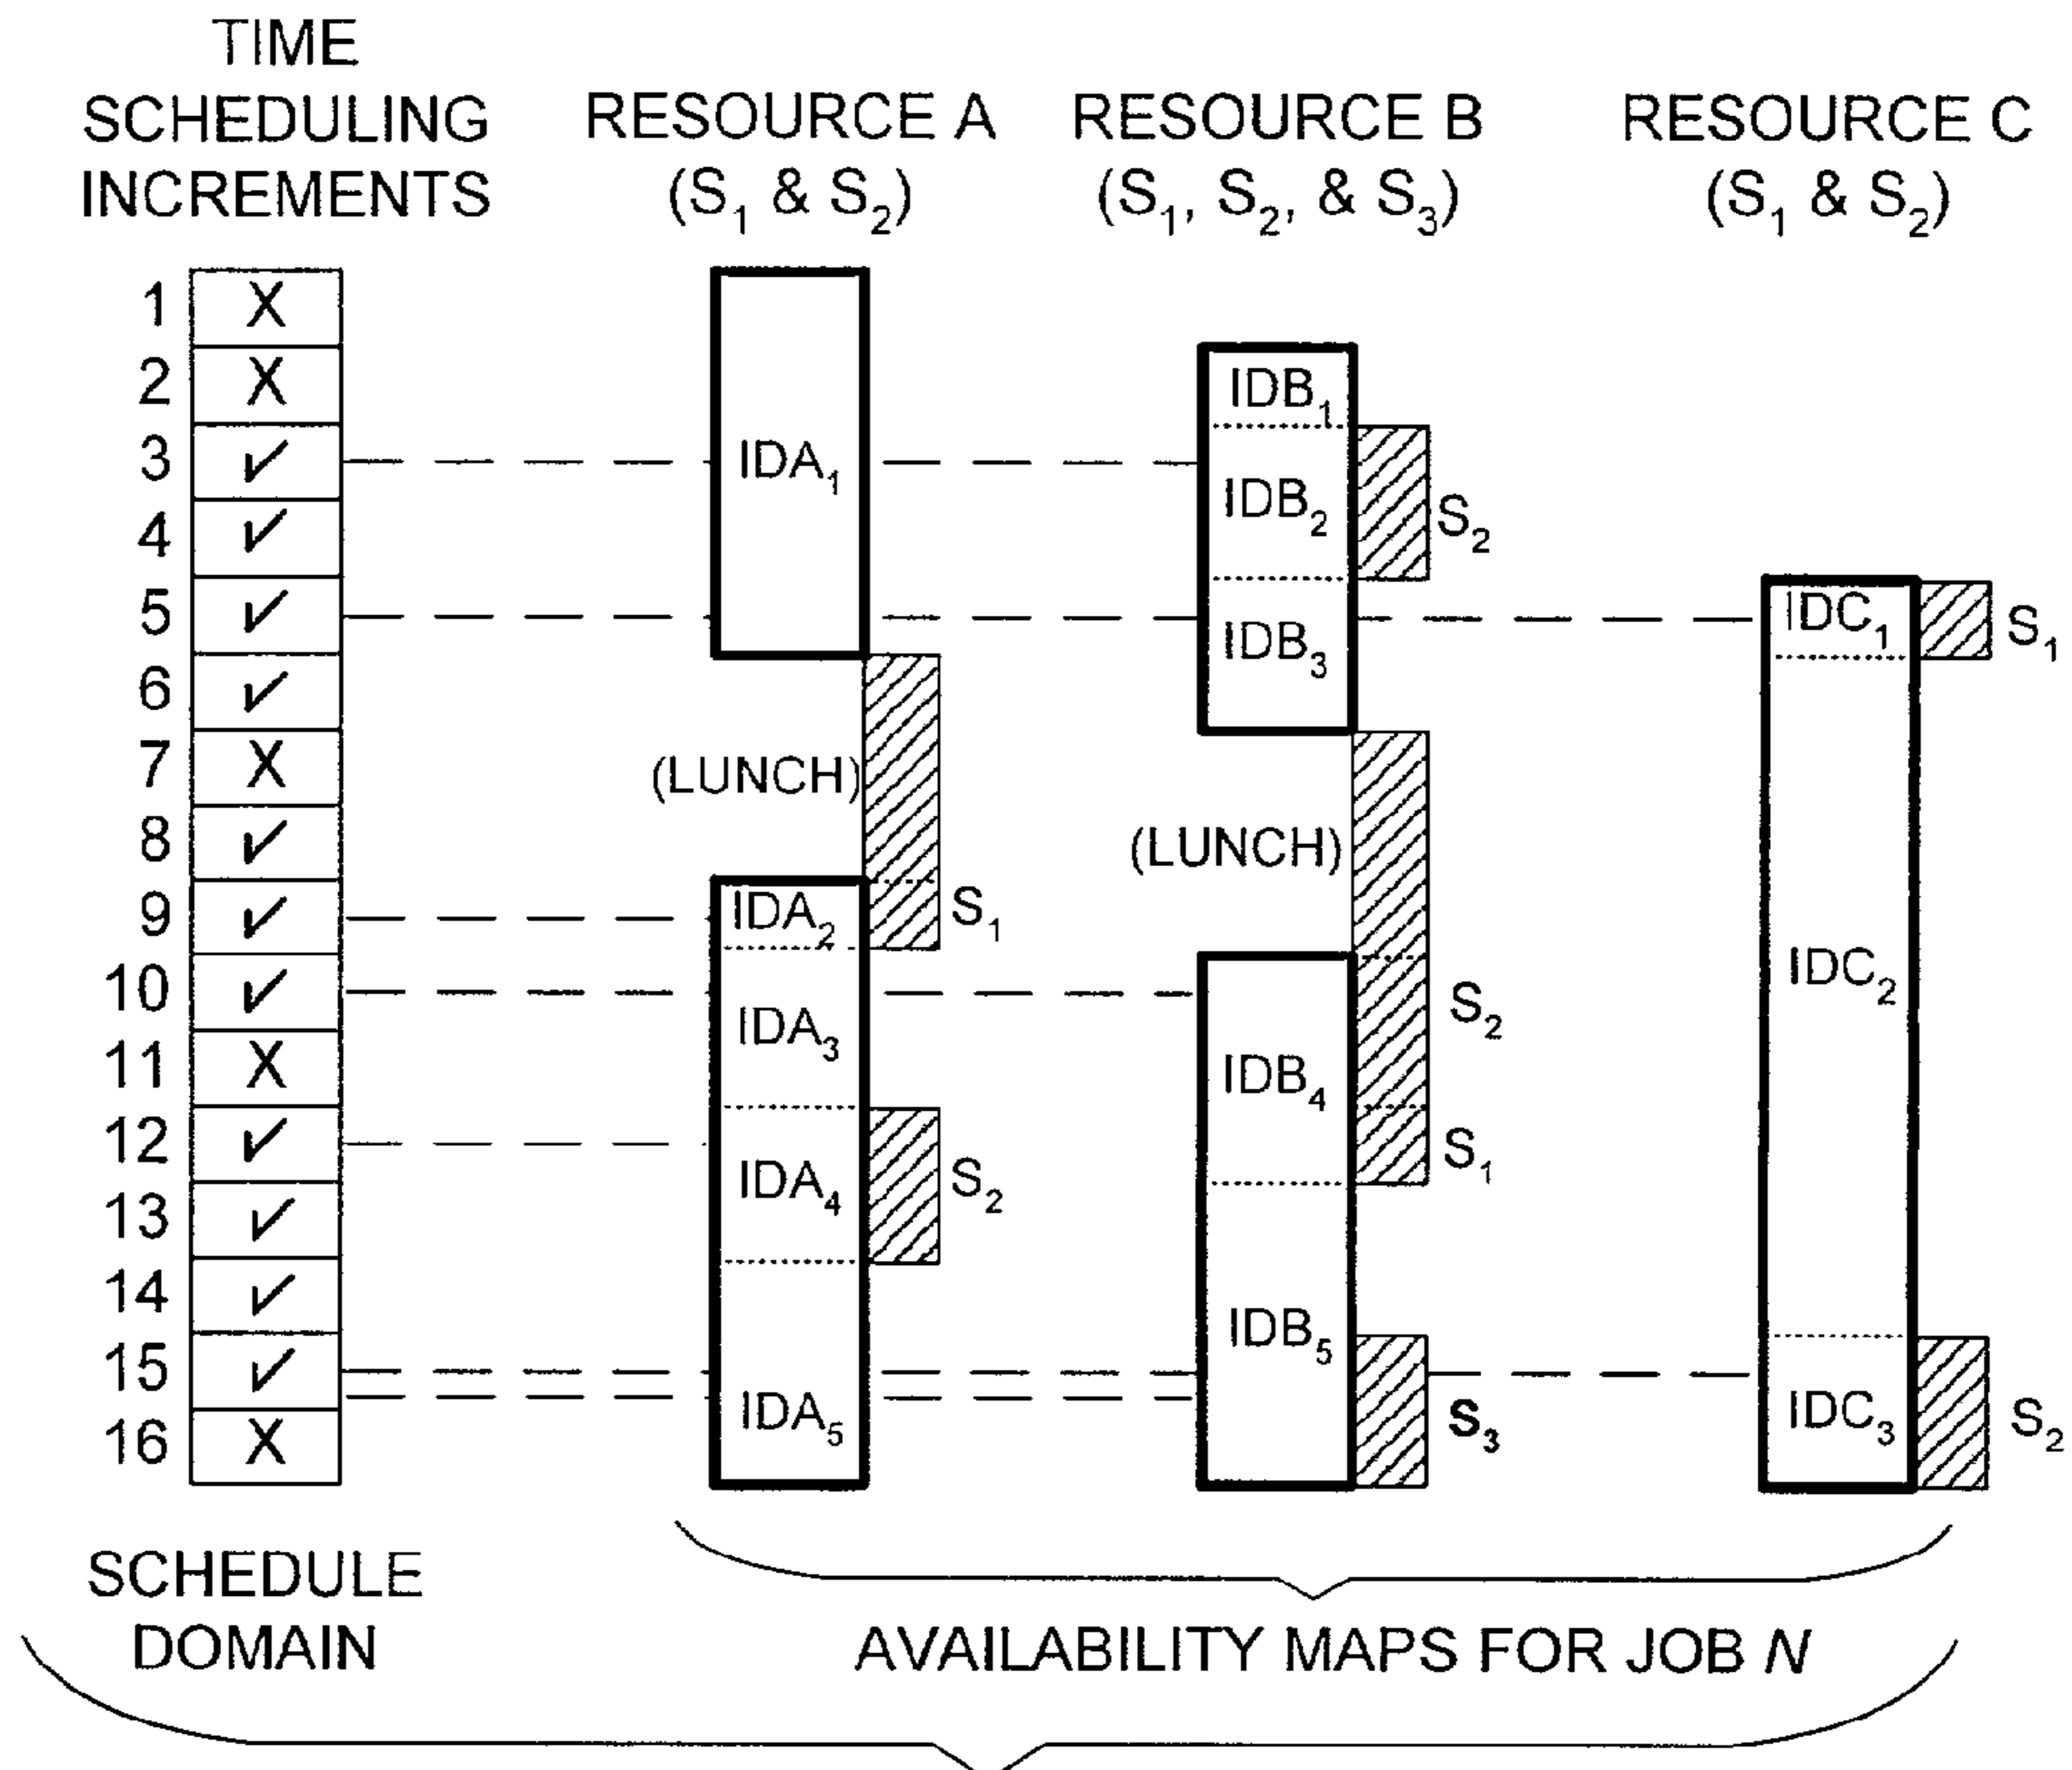 TIME
SCHEDULING
INCREMENTS
RESOURCE A
(S₁ & S₂)
RESOURCE B
(S₁, S₂, & S₃)
RESOURCE C
(S₁ & S₂)
1 X
2 X
3 ✓
4 ✓
5 ✓
6 ✓
7 X
8 ✓
9 ✓
10 ✓
11 X
12 ✓
13 ✓
14 ✓
15 ✓
16 X
IDA₁
(LUNCH)
IDA₂
S₁
IDA₃
IDA₄
S₂
IDA₅
IDB₁
IDB₂
S₂
IDB₃
(LUNCH)
S₂
IDB₄
S₁
IDB₅
S₃
IDC₁
S₁
IDC₂
IDC₃
S₂
SCHEDULE
DOMAIN
AVAILABILITY MAPS FOR JOB N